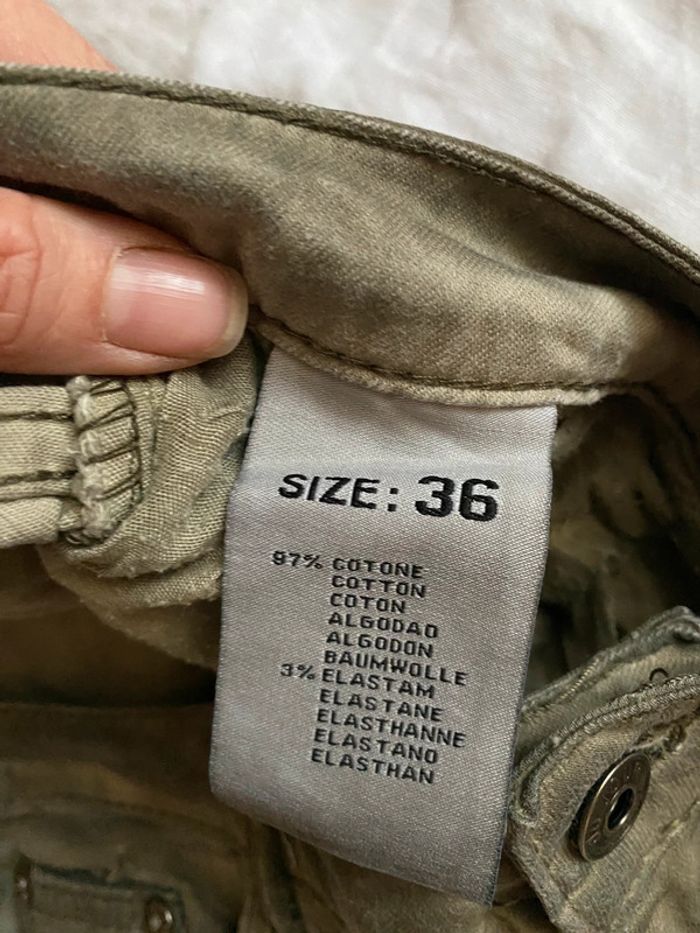 SIZE: 36
97% COTONE
COTTON
COTON
ALGODAO
ALGODON
BAUMWOLLE
3% ELASTAM
ELASTANE
ELASTHANNE
ELASTANO
ELASTHAN